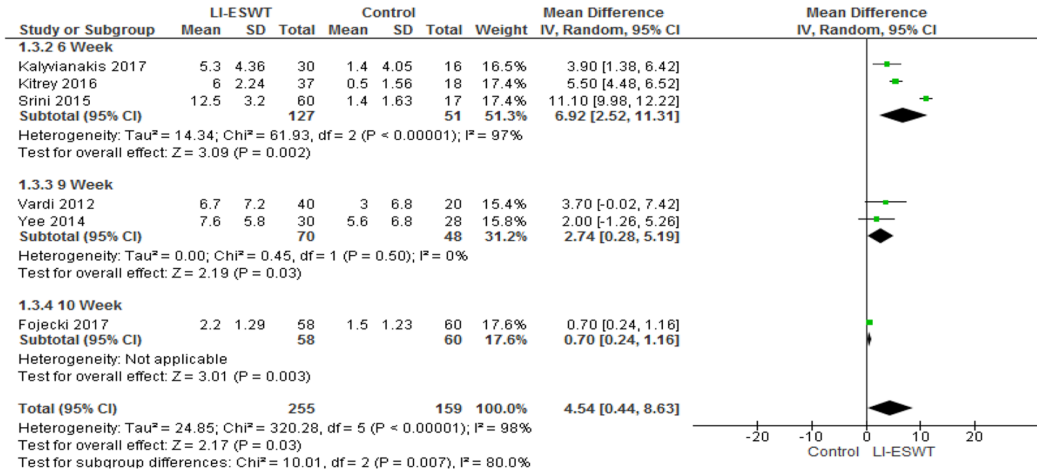 LI-ESWT Control Mean Difference Mean Difference
Study or Subgroup Mean SD Total Mean SD Total Weight IV, Random, 95% CI IV, Random, 95% CI
1.3.2 6 Week
Kalyvianakis 2017 5.3 4.36 30 1.4 4.05 16 16.5% 3.90 [1.38, 6.42]
Kitrey 2016 6 2.24 37 0.5 1.56 18 17.4% 5.50 [4.48, 6.52]
Srini 2015 12.5 3.2 60 1.4 1.63 17 17.4% 11.10 [9.98, 12.22]
Subtotal (95% CI) 127 51 51.3% 6.92 [2.52, 11.31]
Heterogeneity: Tau² = 14.34; Chi² = 61.93, df = 2 (P < 0.00001); I² = 97%
Test for overall effect: Z = 3.09 (P = 0.002)
1.3.3 9 Week
Vardi 2012 6.7 7.2 40 3 6.8 20 15.4% 3.70 [-0.02, 7.42]
Yee 2014 7.6 5.8 30 5.6 6.8 28 15.8% 2.00 [-1.26, 5.26]
Subtotal (95% CI) 70 48 31.2% 2.74 [0.28, 5.19]
Heterogeneity: Tau² = 0.00; Chi² = 0.45, df = 1 (P = 0.50); I² = 0%
Test for overall effect: Z = 2.19 (P = 0.03)
1.3.4 10 Week
Fojecki 2017 2.2 1.29 58 1.5 1.23 60 17.6% 0.70 [0.24, 1.16]
Subtotal (95% CI) 58 60 17.6% 0.70 [0.24, 1.16]
Heterogeneity: Not applicable
Test for overall effect: Z = 3.01 (P = 0.003)
Total (95% CI) 255 159 100.0% 4.54 [0.44, 8.63]
Heterogeneity: Tau² = 24.85; Chi² = 320.28, df = 5 (P < 0.00001); I² = 98%
Test for overall effect: Z = 2.17 (P = 0.03)
Test for subgroup differences: Chi² = 10.01, df = 2 (P = 0.007), I² = 80.0%
-20 -10 0 10 20
Control LI-ESWT